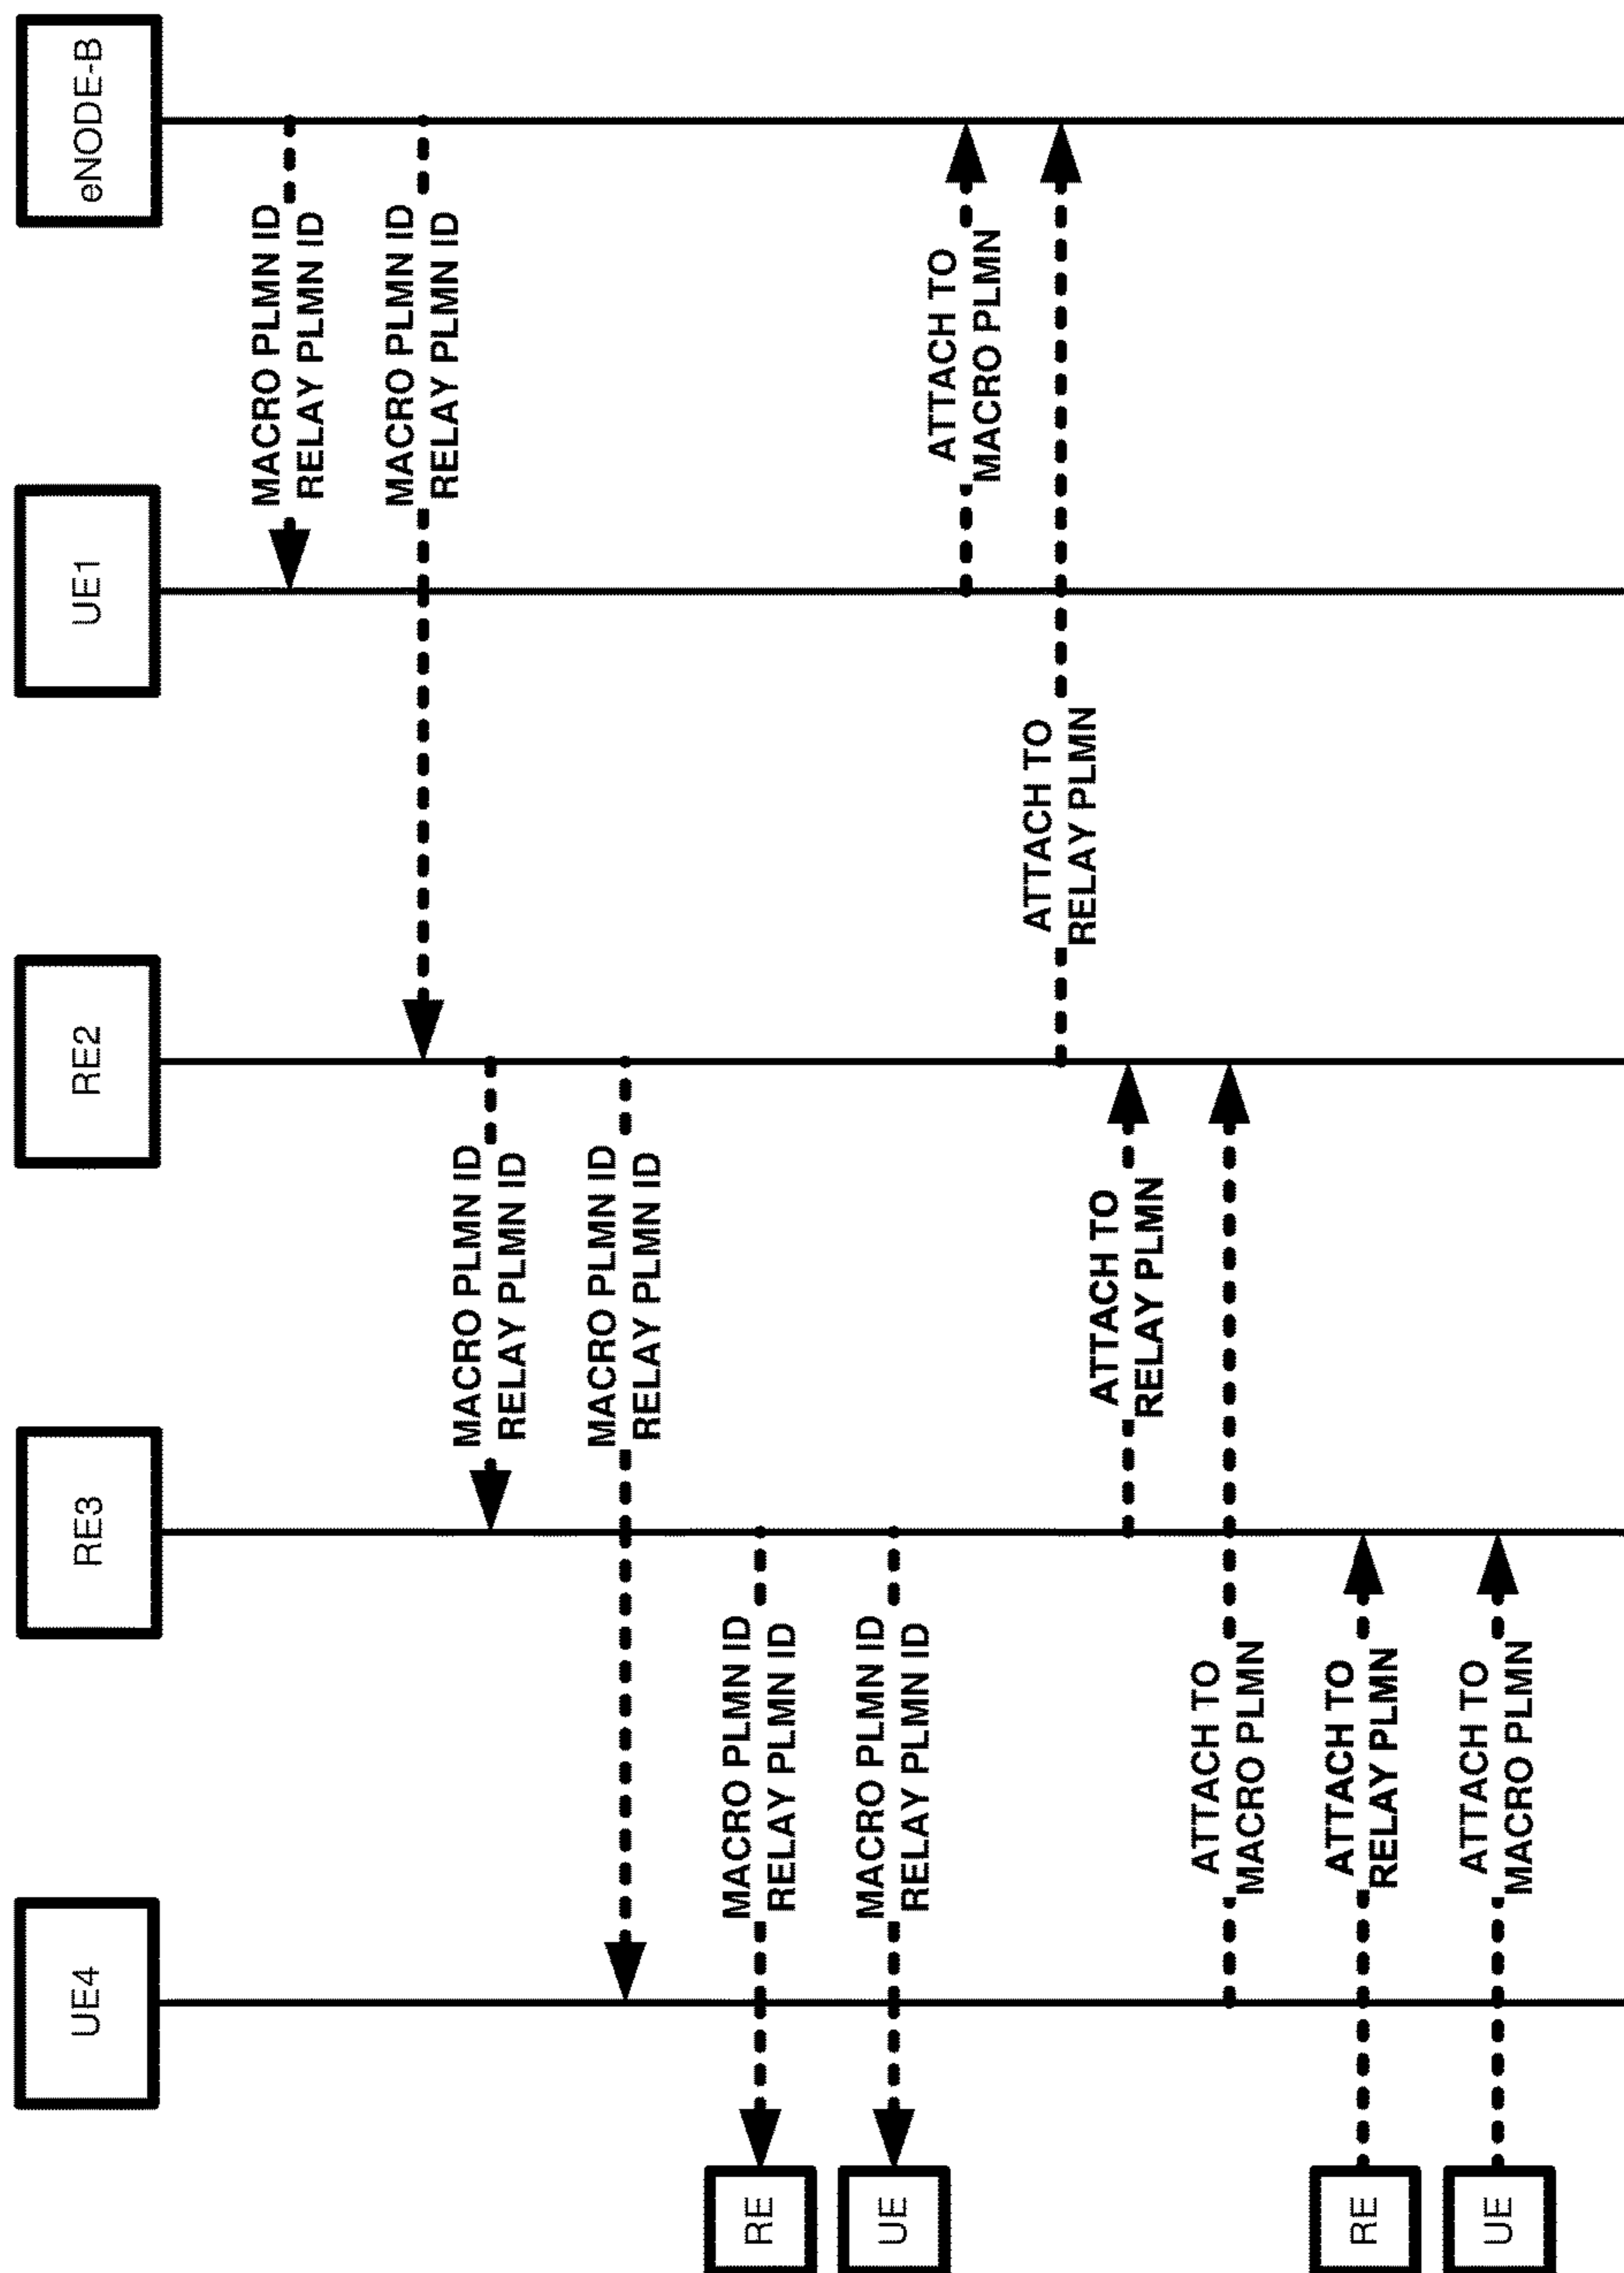 UE4
RE3
RE2
UE1
eNODE-B
MACRO PLMN ID
RELAY PLMN ID
MACRO PLMN ID
RELAY PLMN ID
MACRO PLMN ID
RELAY PLMN ID
MACRO PLMN ID
RELAY PLMN ID
RE
MACRO PLMN ID
RELAY PLMN ID
UE
MACRO PLMN ID
RELAY PLMN ID
ATTACH TO
MACRO PLMN
ATTACH TO
RELAY PLMN
ATTACH TO
RELAY PLMN
ATTACH TO
MACRO PLMN
RE
ATTACH TO
RELAY PLMN
UE
ATTACH TO
MACRO PLMN